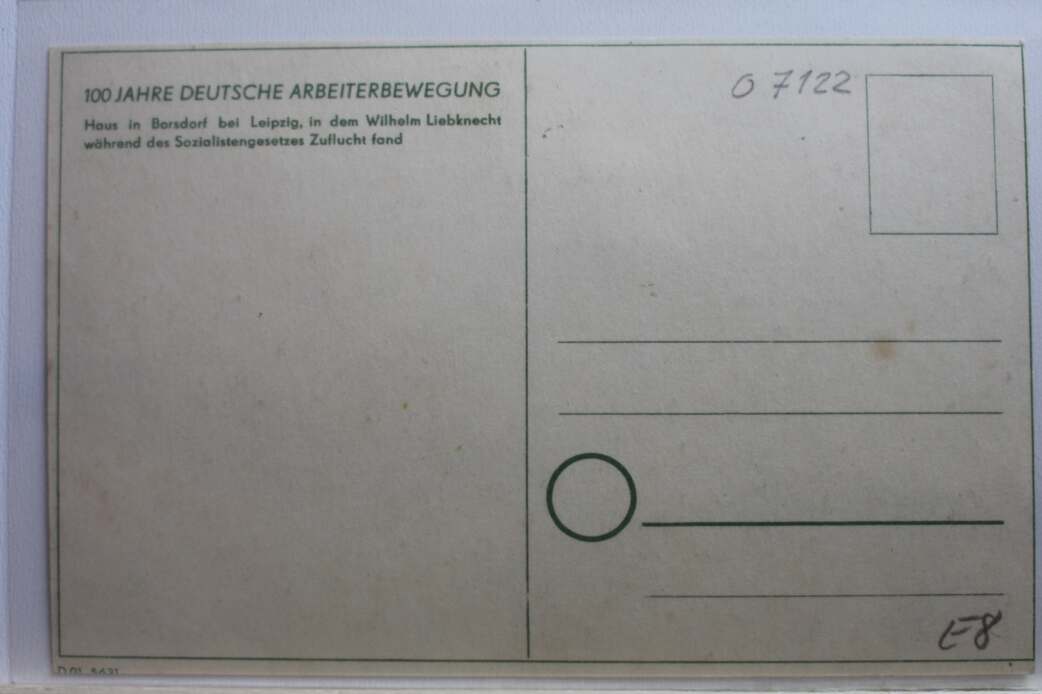 100 JAHRE DEUTSCHE ARBEITERBEWEGUNG
Haus in Borsdorf bei Leipzig, in dem Wilhelm Liebknecht
während des Sozialistengesetzes Zuflucht fand
O 7122
E8